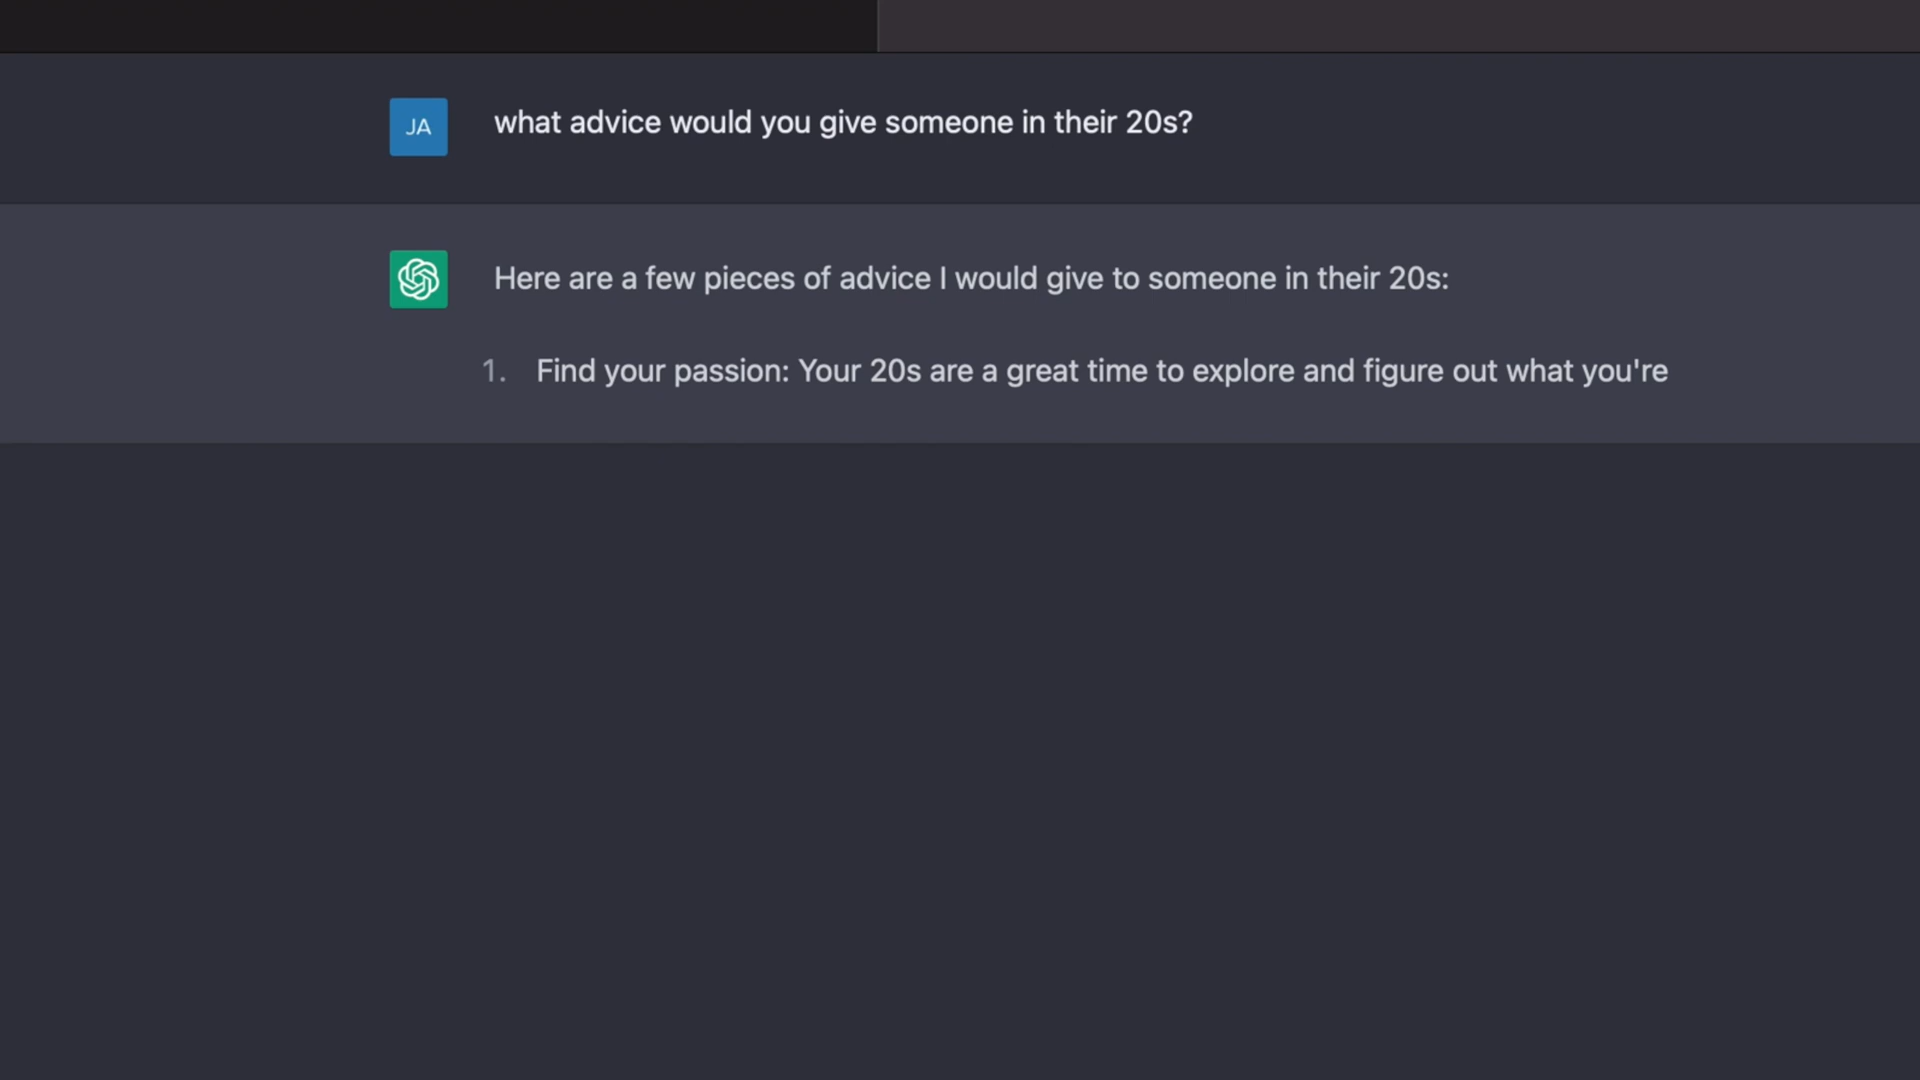 JA
what advice would you give someone in their 20s?
Here are a few pieces of advice I would give to someone in their 20s:
1. Find your passion: Your 20s are a great time to explore and figure out what you're